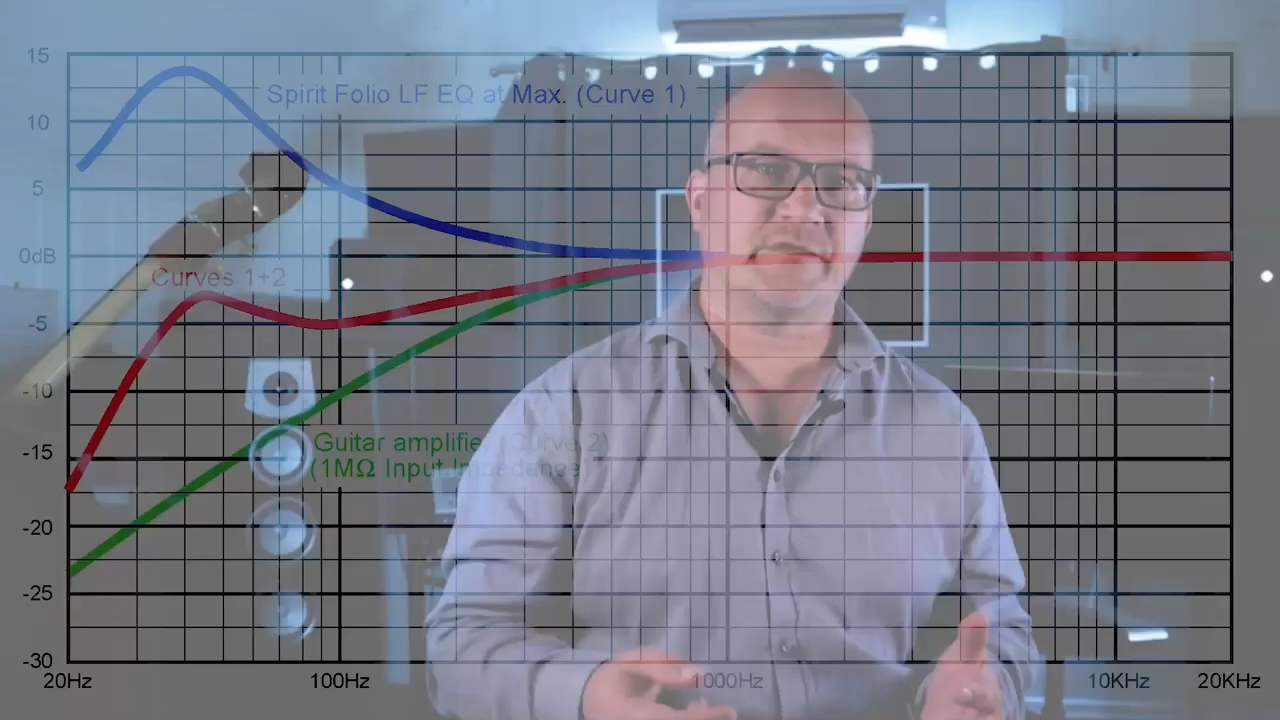 15
Spirit Folio LF EQ at Max. (Curve 1)
10
5
0dB
Curves 1+2
-5
-10
Guitar amplifier (Curve 2)
-15
(1MΩ Input Impedance)
-20
-25
-30
20Hz
100Hz
1000Hz
10KHz
20KHz